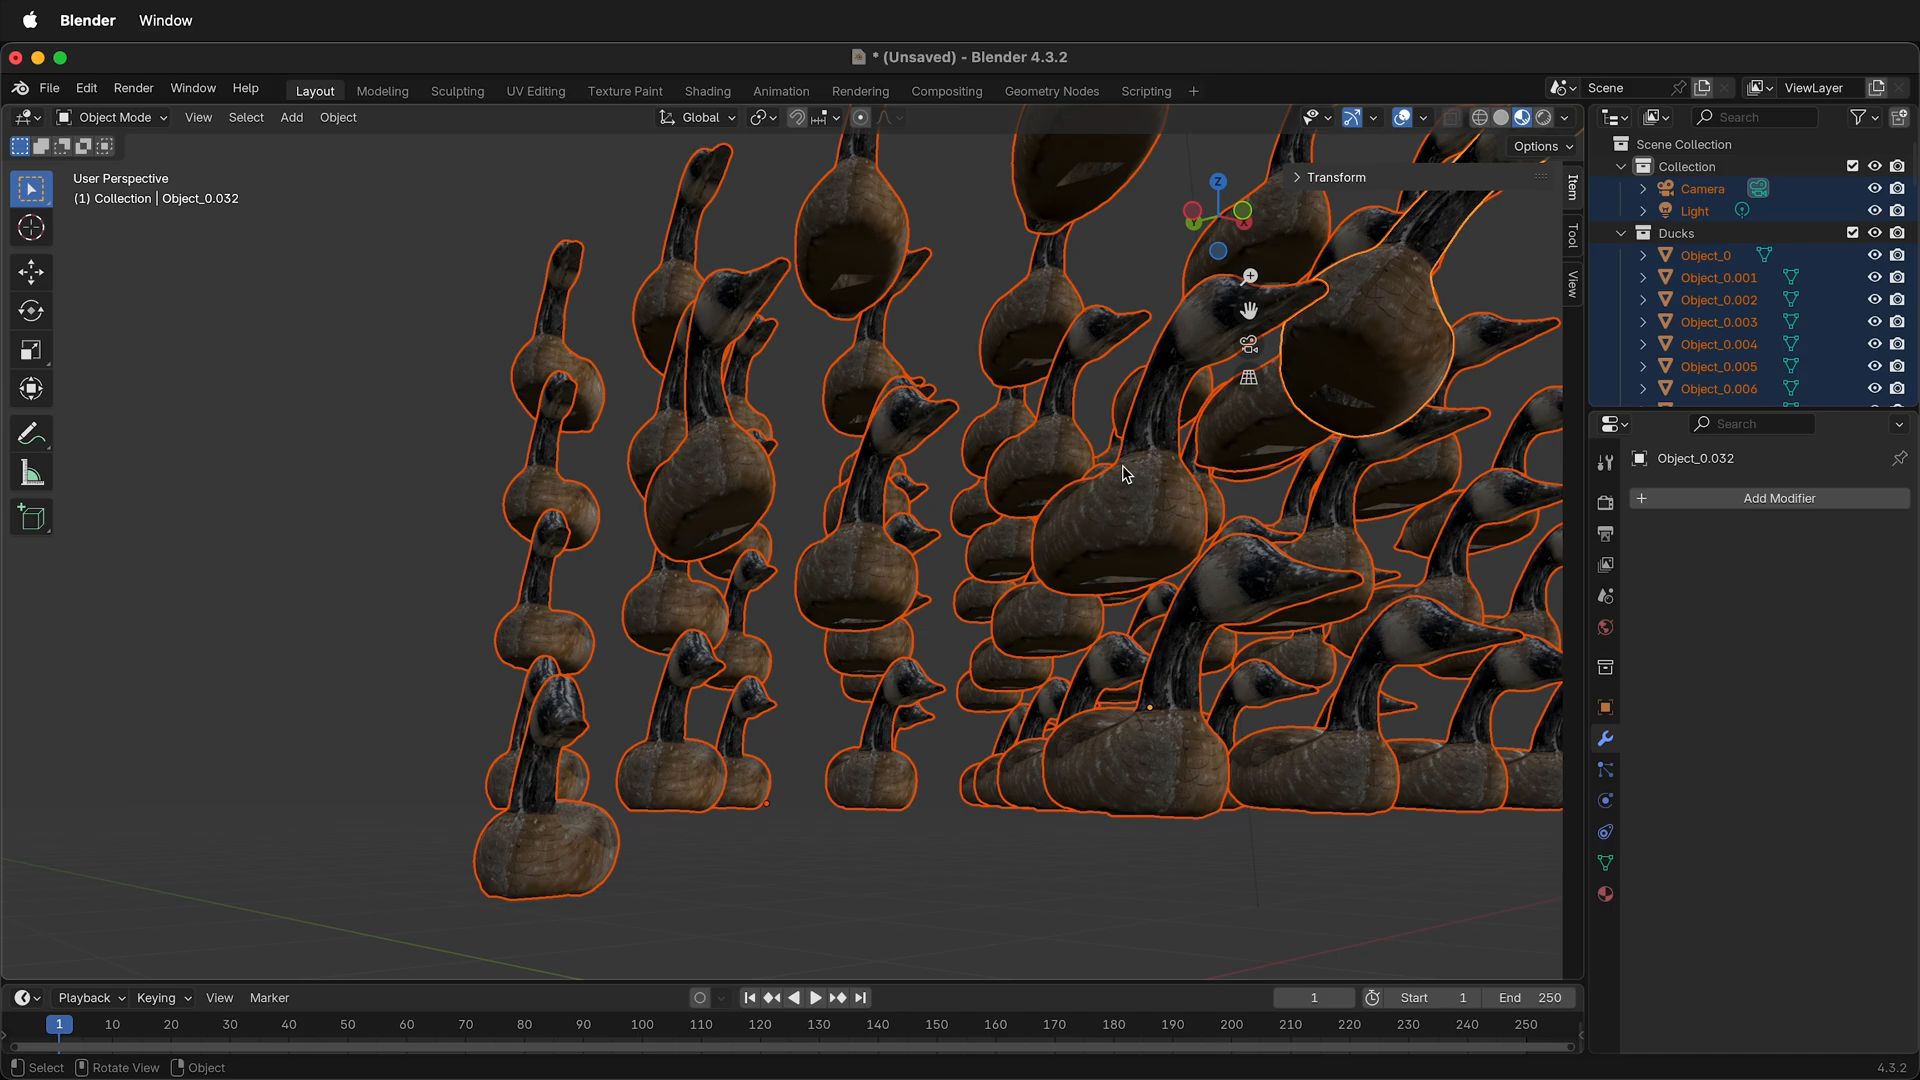 Blender Window
* (Unsaved) - Blender 4.3.2
File Edit Render Window Help Layout Modeling Sculpting UV Editing Texture Paint Shading Animation Rendering Compositing Geometry Nodes Scripting + Scene ViewLayer
Object Mode View Select Add Object Global Search
Options
User Perspective
(1) Collection | Object_0.032
Transform
Item
Tool
View
Z
Y
X
Scene Collection
Collection
Camera
Light
Ducks
Object_0
Object_0.001
Object_0.002
Object_0.003
Object_0.004
Object_0.005
Object_0.006
Search
Object_0.032
+ Add Modifier
Playback Keying View Marker 1 Start 1 End 250
1 10 20 30 40 50 60 70 80 90 100 110 120 130 140 150 160 170 180 190 200 210 220 230 240 250
Select Rotate View Object 4.3.2